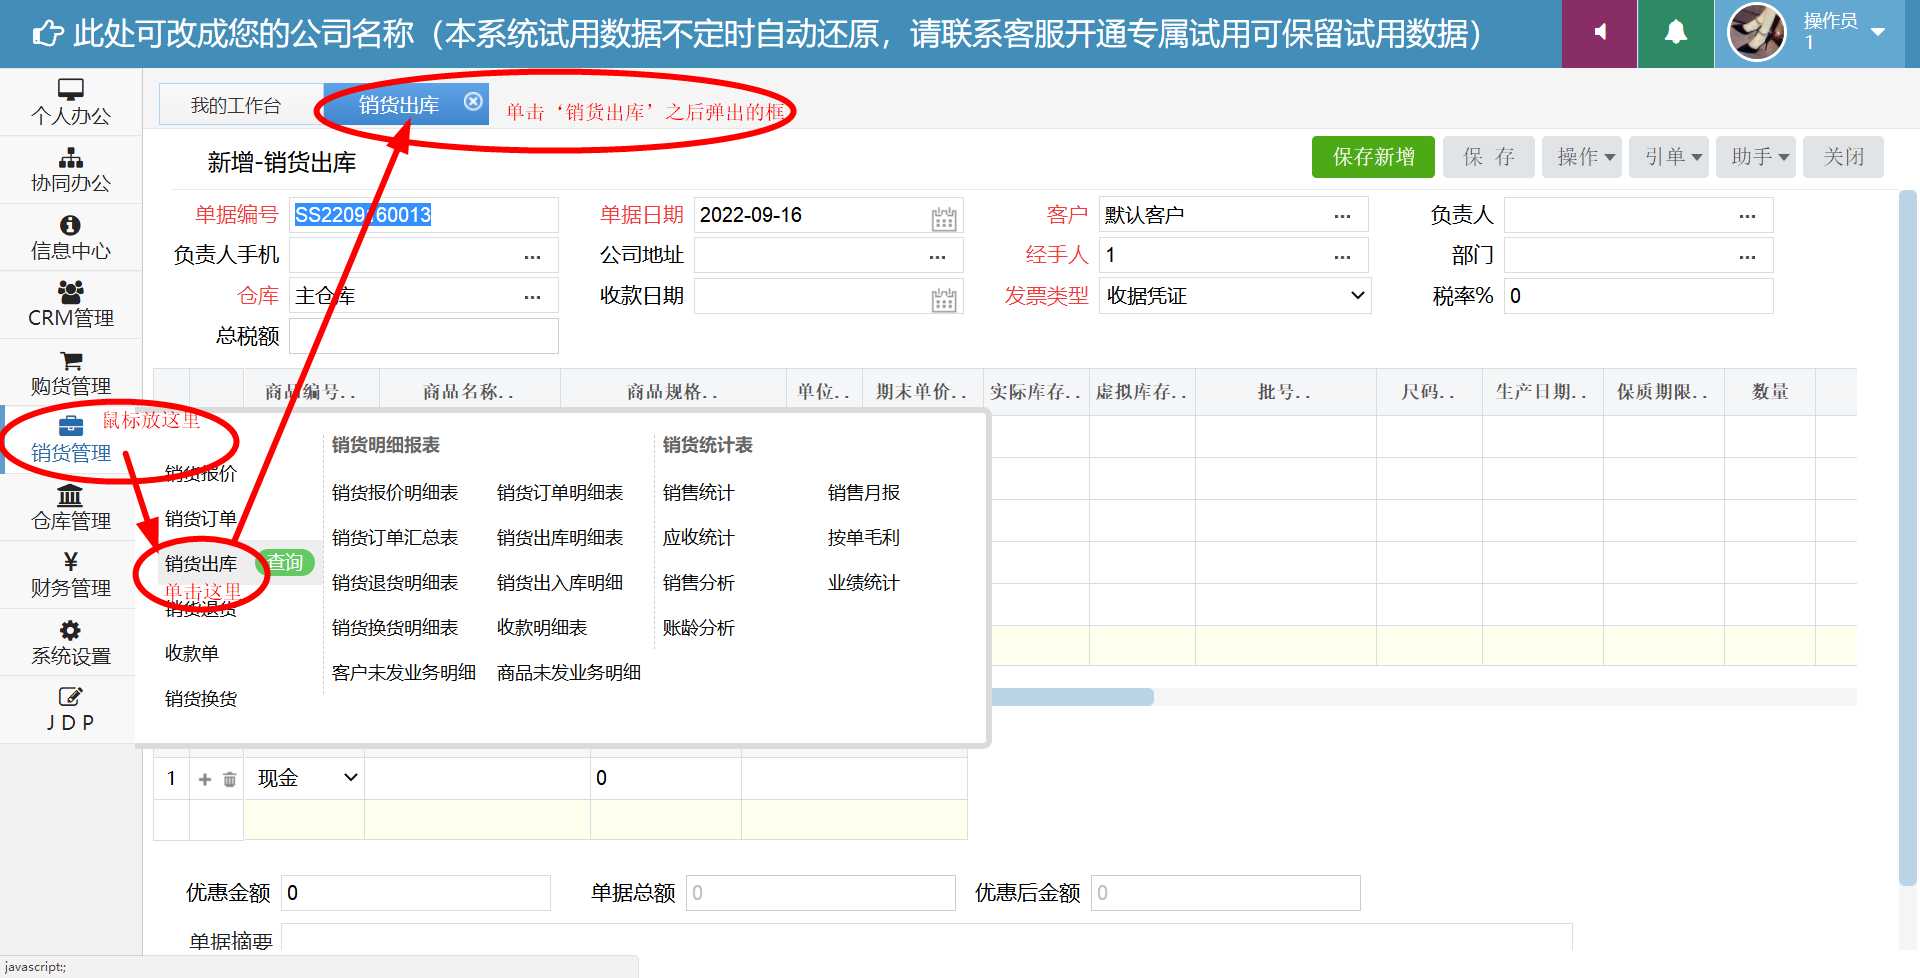 此处可改成您的公司名称（本系统试用数据不定时自动还原，请联系客服开通专属试用可保留试用数据）
操作员
1
个人办公
协同办公
信息中心
CRM管理
购货管理
销货管理
仓库管理
财务管理
系统设置
J D P
我的工作台
销货出库
单击‘销货出库’之后弹出的框
新增-销货出库
保存新增
保 存
操作
引单
助手
关闭
单据编号 SS2209160013
单据日期 2022-09-16
客户 默认客户 ...
负责人 ...
负责人手机 ...
公司地址 ...
经手人 1 ...
部门 ...
仓库 主仓库 ...
收款日期
发票类型 收据凭证
税率% 0
总税额
商品编号.. 商品名称.. 商品规格.. 单位.. 期末单价.. 实际库存.. 虚拟库存.. 批号.. 尺码.. 生产日期.. 保质期限.. 数量
鼠标放这里
销货报价
销货订单
销货出库 查询
单击这里
销货退货
收款单
销货换货
销货明细报表
销货报价明细表 销货订单明细表
销货订单汇总表 销货出库明细表
销货退货明细表 销货出入库明细
销货换货明细表 收款明细表
客户未发业务明细 商品未发业务明细
销货统计表
销售统计 销售月报
应收统计 按单毛利
销售分析 业绩统计
账龄分析
1 现金 0
优惠金额 0
单据总额 0
优惠后金额 0
单据摘要
javascript:;